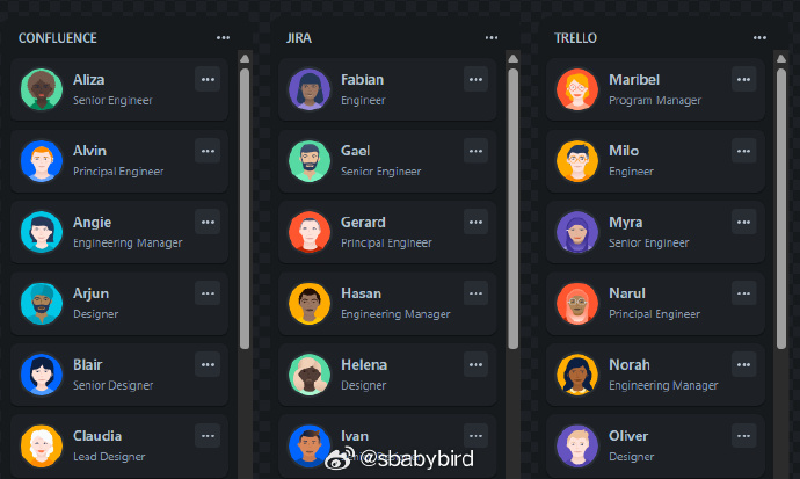 CONFLUENCE
Aliza
Senior Engineer
Alvin
Principal Engineer
Angie
Engineering Manager
Arjun
Designer
Blair
Senior Designer
Claudia
Lead Designer
JIRA
Fabian
Engineer
Gael
Senior Engineer
Gerard
Principal Engineer
Hasan
Engineering Manager
Helena
Designer
Ivan
TRELLO
Maribel
Program Manager
Milo
Engineer
Myra
Senior Engineer
Narul
Principal Engineer
Norah
Engineering Manager
Oliver
Designer
@sbabybird